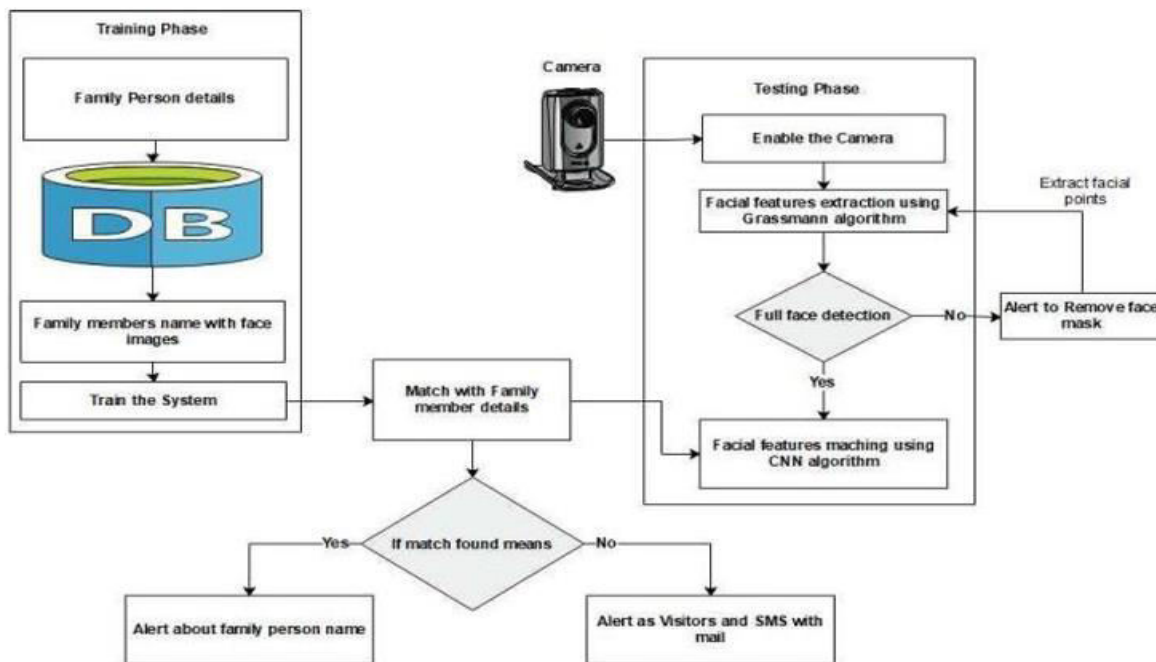 Training Phase
Family Person details
DB
Family members name with face
images
Train the System
Camera
Testing Phase
Enable the Camera
Facial features extraction using
Grassmann algorithm
Extract facial
points
Full face detection
No
Alert to Remove face
mask
Yes
Match with Family
member details
Facial features maching using
CNN algorithm
If match found means
Yes
No
Alert about family person name
Alert as Visitors and SMS with
mail